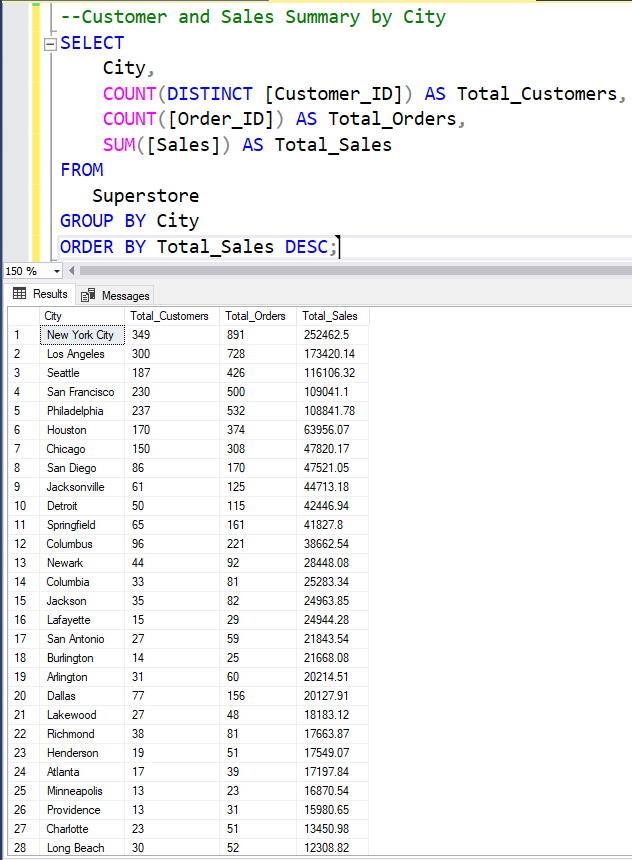 --Customer and Sales Summary by City
SELECT
City,
COUNT(DISTINCT [Customer_ID]) AS Total_Customers,
COUNT([Order_ID]) AS Total_Orders,
SUM([Sales]) AS Total_Sales
FROM
Superstore
GROUP BY City
ORDER BY Total_Sales DESC;
150 %
Results Messages
City Total_Customers Total_Orders Total_Sales
1 New York City 349 891 252462.5
2 Los Angeles 300 728 173420.14
3 Seattle 187 426 116106.32
4 San Francisco 230 500 109041.1
5 Philadelphia 237 532 108841.78
6 Houston 170 374 63956.07
7 Chicago 150 308 47820.17
8 San Diego 86 170 47521.05
9 Jacksonville 61 125 44713.18
10 Detroit 50 115 42446.94
11 Springfield 65 161 41827.8
12 Columbus 96 221 38662.54
13 Newark 44 92 28448.08
14 Columbia 33 81 25283.34
15 Jackson 35 82 24963.85
16 Lafayette 15 29 24944.28
17 San Antonio 27 59 21843.54
18 Burlington 14 25 21668.08
19 Arlington 31 60 20214.51
20 Dallas 77 156 20127.91
21 Lakewood 27 48 18183.12
22 Richmond 38 81 17663.87
23 Henderson 19 51 17549.07
24 Atlanta 17 39 17197.84
25 Minneapolis 13 23 16870.54
26 Providence 13 31 15980.65
27 Charlotte 23 51 13450.98
28 Long Beach 30 52 12308.82